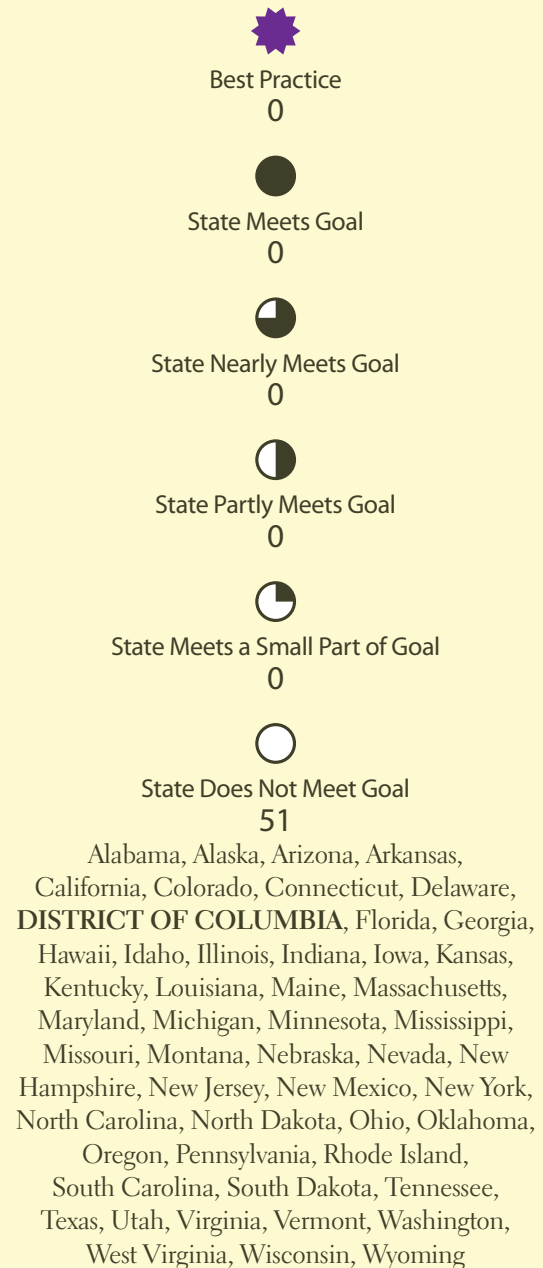 Best Practice
0
State Meets Goal
0
State Nearly Meets Goal
0
State Partly Meets Goal
0
State Meets a Small Part of Goal
0
State Does Not Meet Goal
51
Alabama, Alaska, Arizona, Arkansas,
California, Colorado, Connecticut, Delaware,
DISTRICT OF COLUMBIA, Florida, Georgia,
Hawaii, Idaho, Illinois, Indiana, Iowa, Kansas,
Kentucky, Louisiana, Maine, Massachusetts,
Maryland, Michigan, Minnesota, Mississippi,
Missouri, Montana, Nebraska, Nevada, New
Hampshire, New Jersey, New Mexico, New York,
North Carolina, North Dakota, Ohio, Oklahoma,
Oregon, Pennsylvania, Rhode Island,
South Carolina, South Dakota, Tennessee,
Texas, Utah, Virginia, Vermont, Washington,
West Virginia, Wisconsin, Wyoming